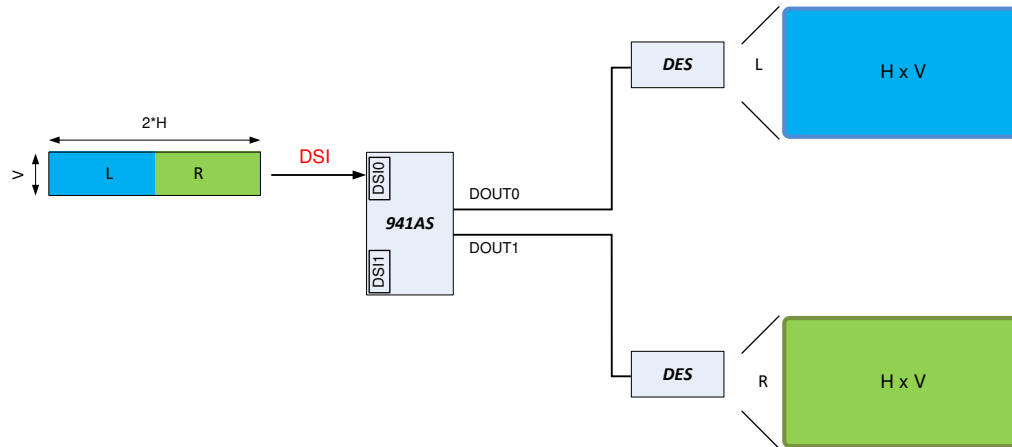 2*H
V
L
R
DSI
DSI0
941AS
DSI1
DOUT0
DOUT1
DES
L
H x V
DES
R
H x V